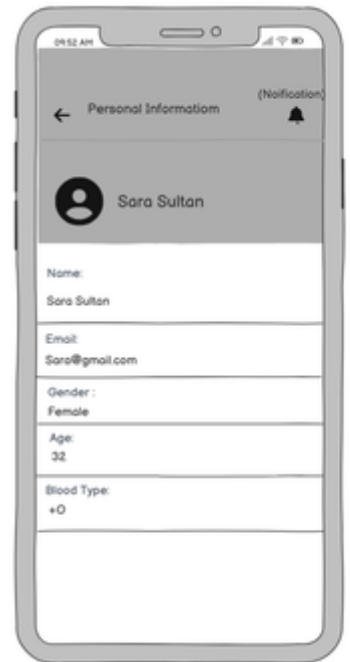 09:52 AM
(Noification)
Personal Informatiom
Sara Sultan
Name:
Sara Sultan
Email:
Sara@gmail.com
Gender :
Female
Age:
32
Blood Type:
+O